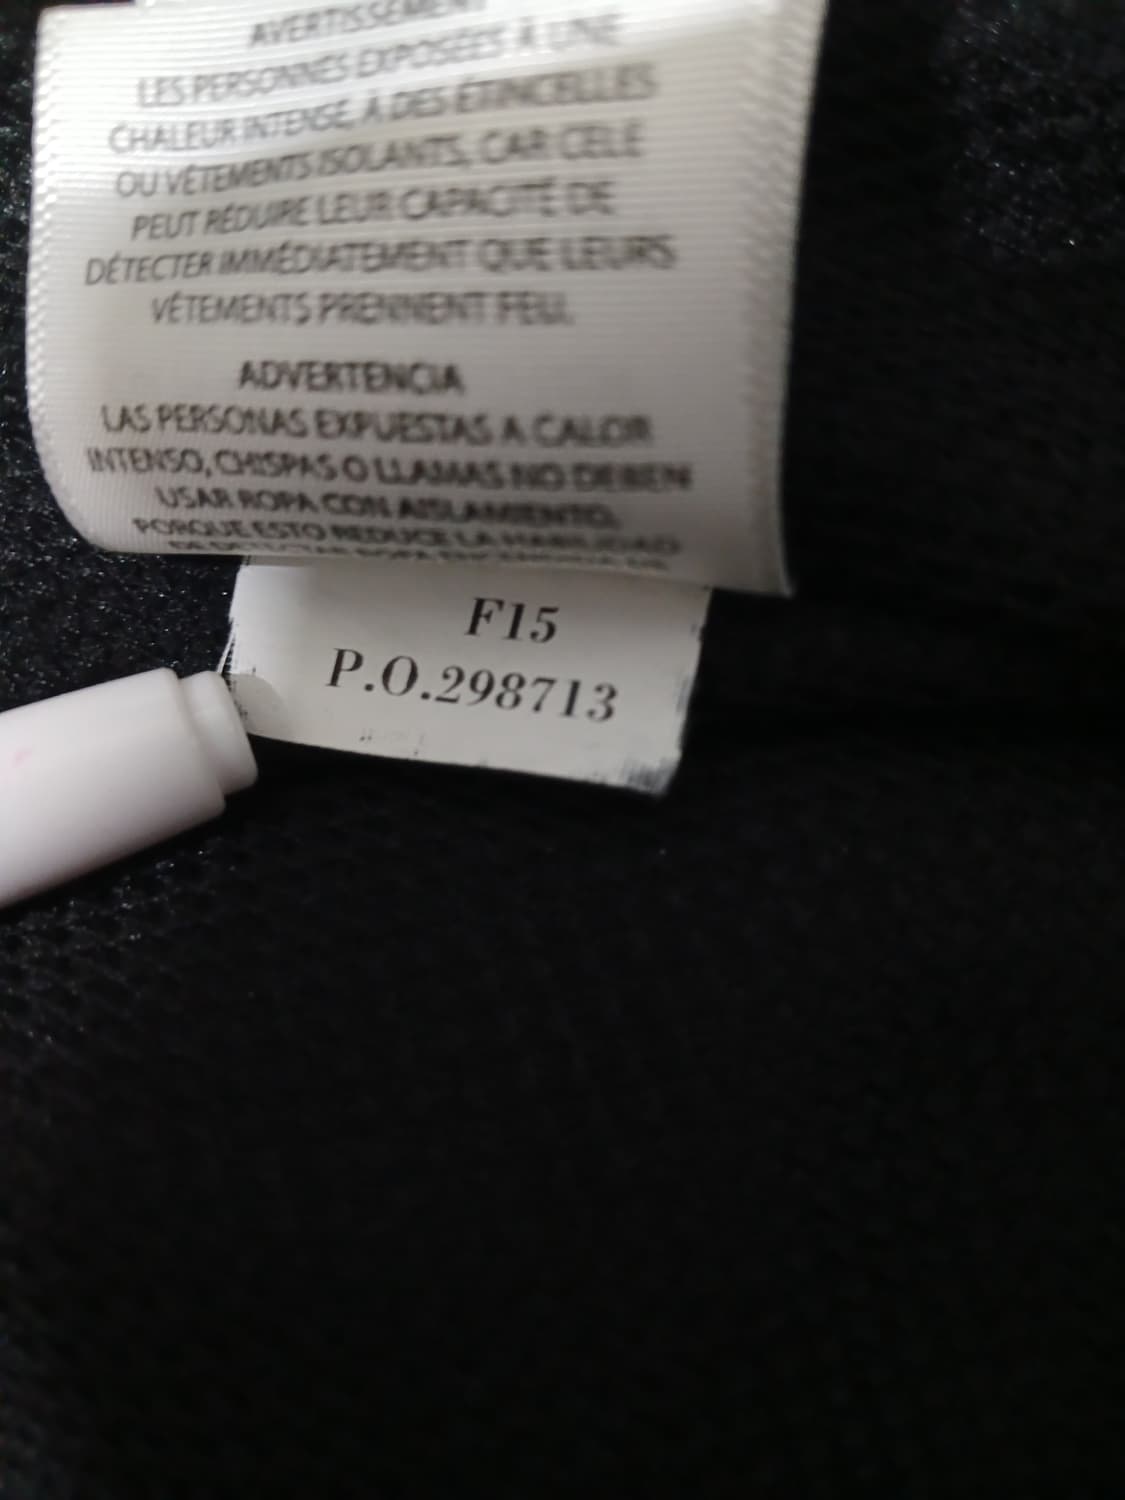 AVERTISSEMENT
LES PERSONNES EXPOSÉES À UNE
CHALEUR INTENSE, À DES ÉTINCELLES
OU VÊTEMENTS ISOLANTS, CAR CELE
PEUT RÉDUIRE LEUR CAPACITÉ DE
DÉTECTER IMMÉDIATEMENT QUE LEURS
VÊTEMENTS PRENNENT FEU.
ADVERTENCIA
LAS PERSONAS EXPUESTAS A CALOR
INTENSO, CHISPAS O LLAMAS NO DEBEN
USAR ROPA CON AISLAMIENTO,
PORQUE ESTO REDUCE LA HABILIDAD
F15
P.O.298713